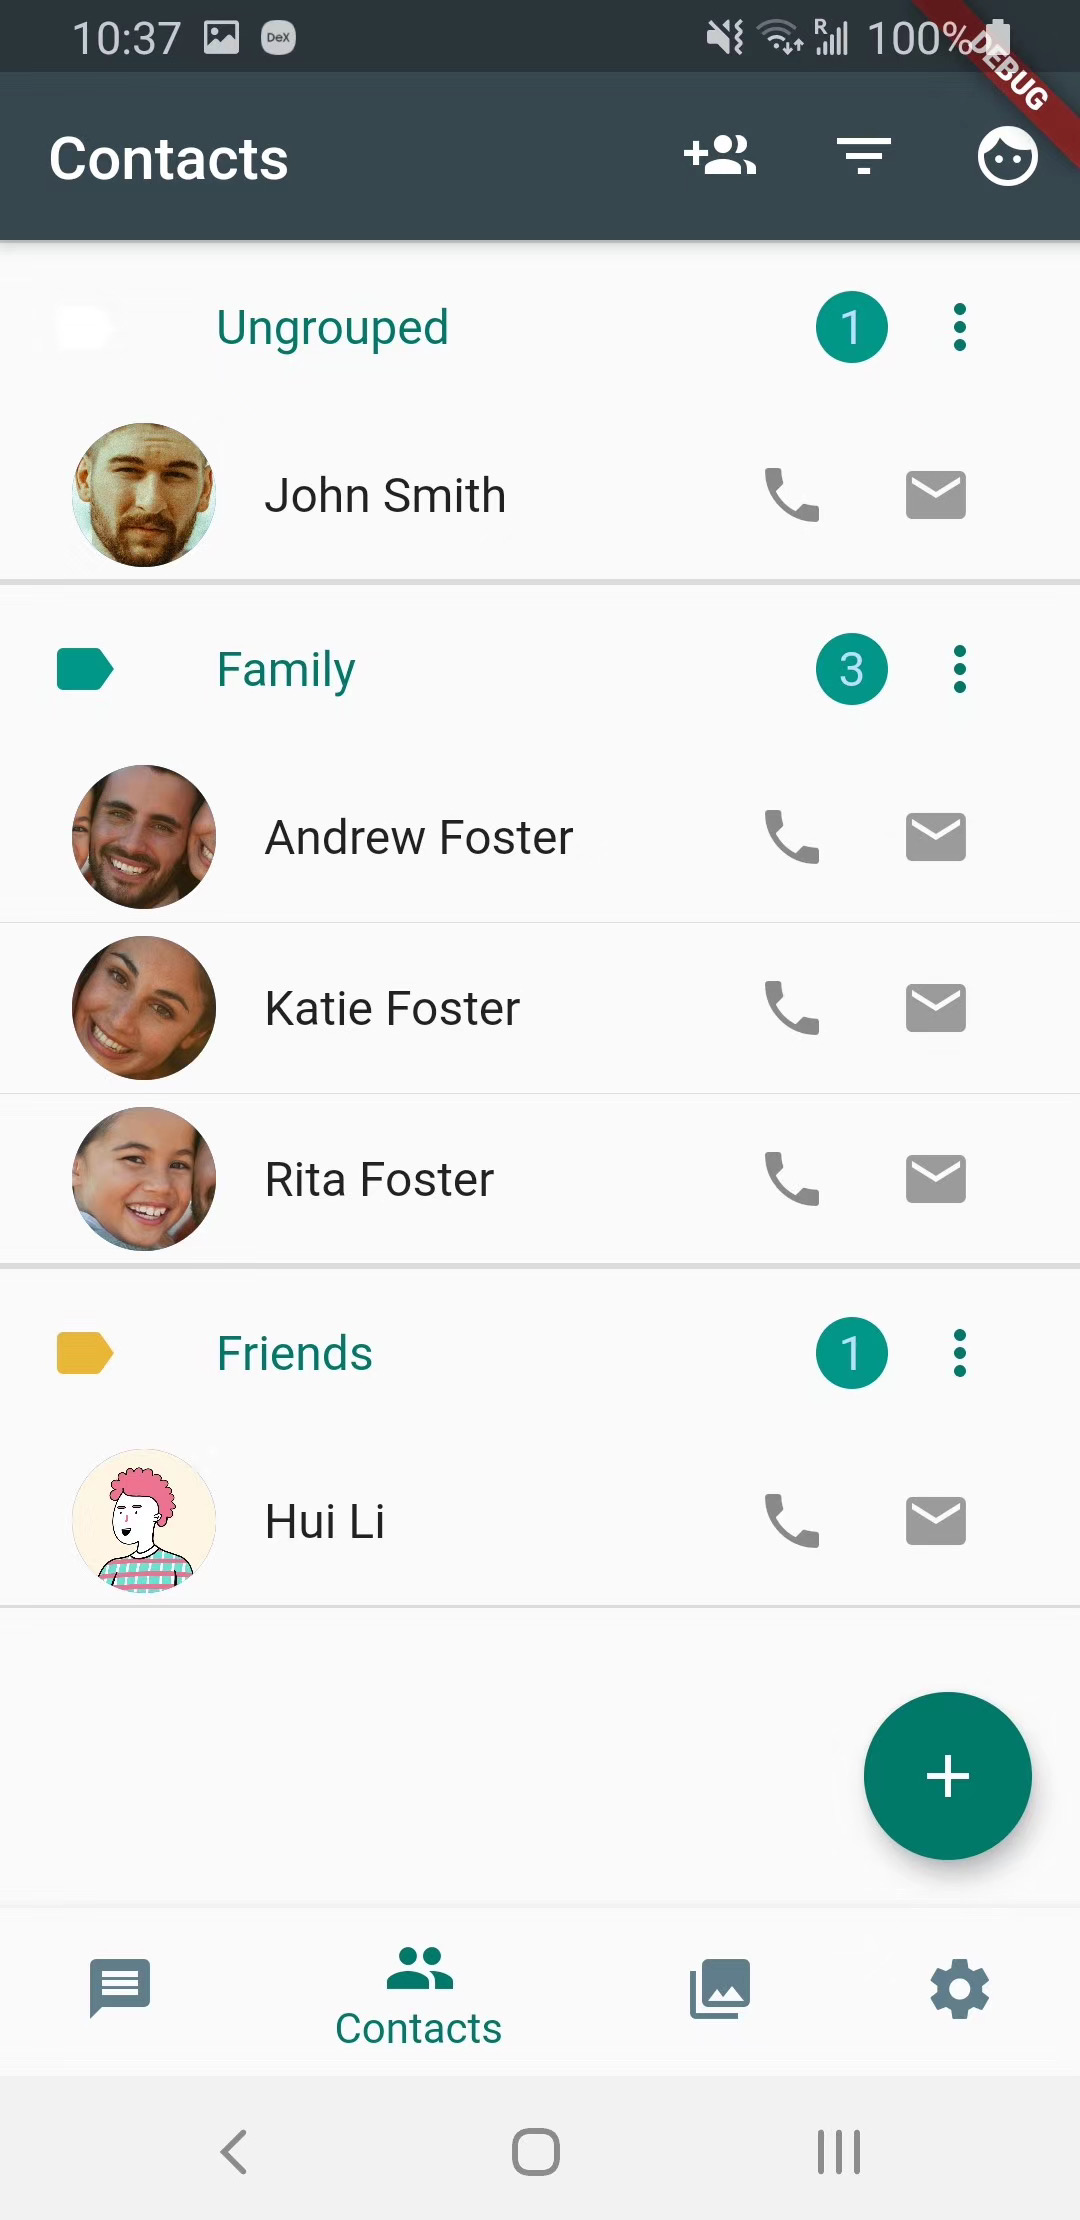 10:37 DeX R 100%
DEBUG
Contacts
Ungrouped 1
John Smith
Family 3
Andrew Foster
Katie Foster
Rita Foster
Friends 1
Hui Li
Contacts